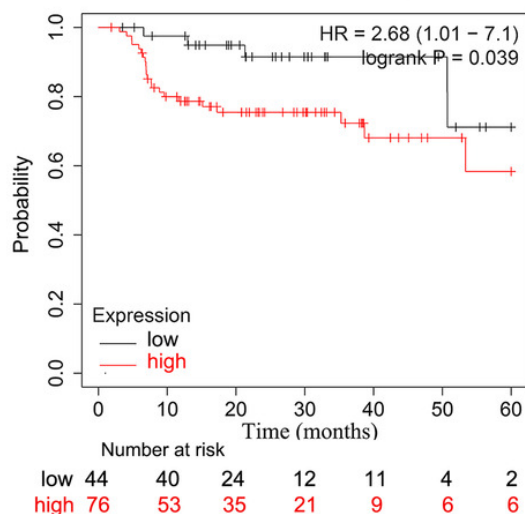 HR = 2.68 (1.01 − 7.1)
logrank P = 0.039
Probability
1.0
0.8
0.6
0.4
0.2
0.0
Expression
low
high
0 10 20 30 40 50 60
Time (months)
Number at risk
low 44 40 24 12 11 4 2
high 76 53 35 21 9 6 6